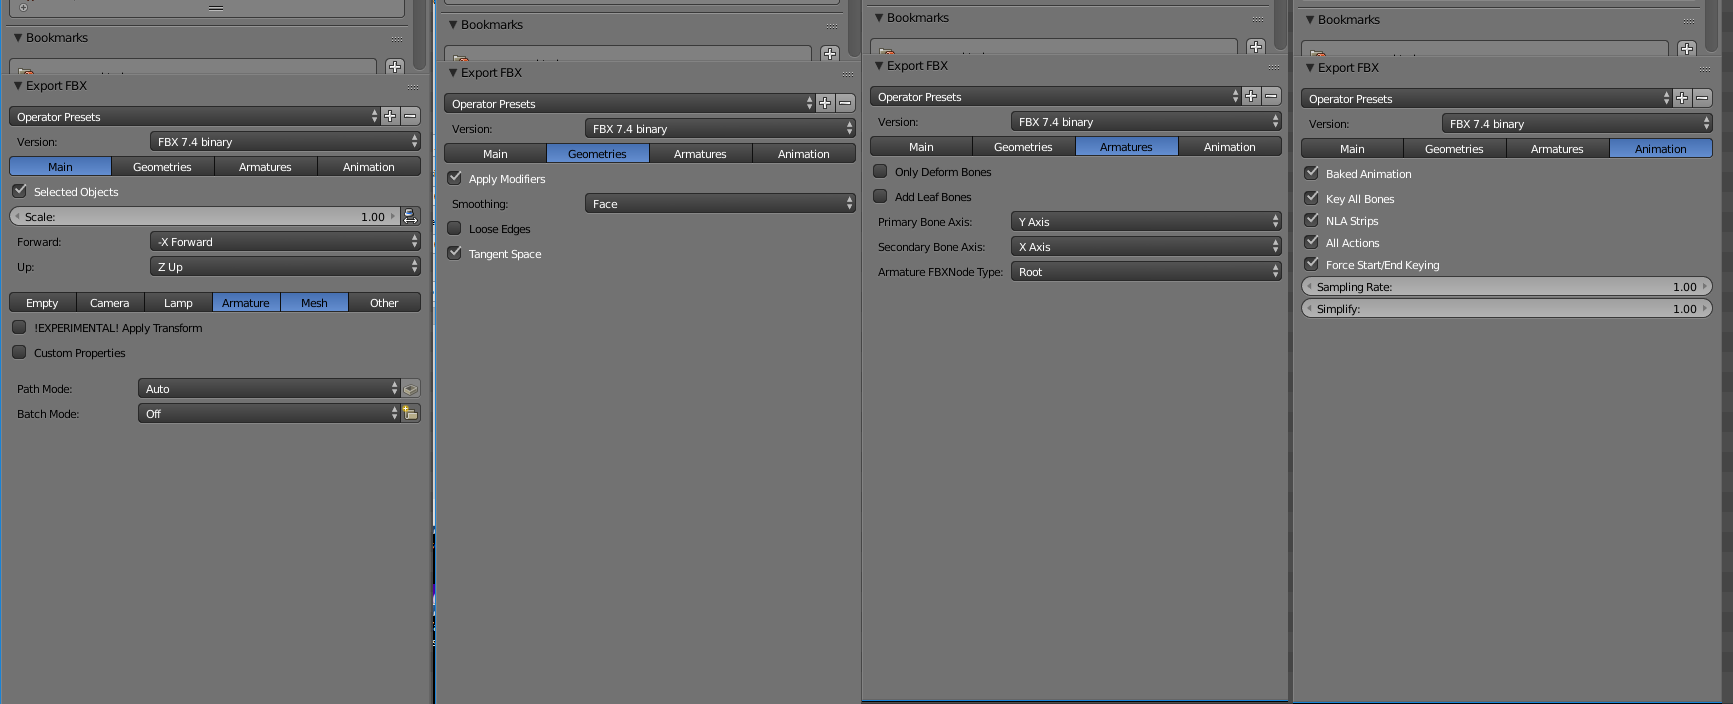 Bookmarks
Export FBX
Operator Presets
Version: FBX 7.4 binary
Main Geometries Armatures Animation
Selected Objects
Scale: 1.00
Forward: -X Forward
Up: Z Up
Empty Camera Lamp Armature Mesh Other
!EXPERIMENTAL! Apply Transform
Custom Properties
Path Mode: Auto
Batch Mode: Off
Bookmarks
Export FBX
Operator Presets
Version: FBX 7.4 binary
Main Geometries Armatures Animation
Apply Modifiers
Smoothing: Face
Loose Edges
Tangent Space
Bookmarks
Export FBX
Operator Presets
Version: FBX 7.4 binary
Main Geometries Armatures Animation
Only Deform Bones
Add Leaf Bones
Primary Bone Axis: Y Axis
Secondary Bone Axis: X Axis
Armature FBXNode Type: Root
Bookmarks
Export FBX
Operator Presets
Version: FBX 7.4 binary
Main Geometries Armatures Animation
Baked Animation
Key All Bones
NLA Strips
All Actions
Force Start/End Keying
Sampling Rate: 1.00
Simplify: 1.00